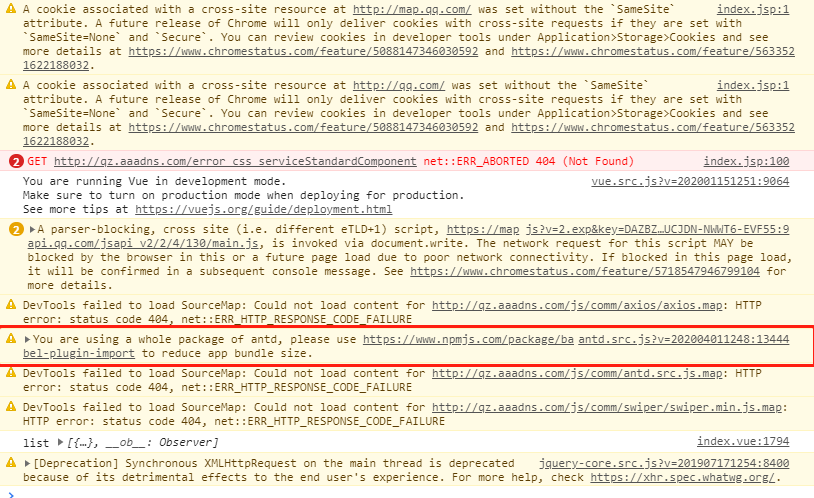 A cookie associated with a cross-site resource at http://map.qq.com/ was set without the `SameSite` index.jsp:1
attribute. A future release of Chrome will only deliver cookies with cross-site requests if they are set with
`SameSite=None` and `Secure`. You can review cookies in developer tools under Application>Storage>Cookies and see
more details at https://www.chromestatus.com/feature/5088147346030592 and https://www.chromestatus.com/feature/563352
1622188032.
A cookie associated with a cross-site resource at http://qq.com/ was set without the `SameSite` index.jsp:1
attribute. A future release of Chrome will only deliver cookies with cross-site requests if they are set with
`SameSite=None` and `Secure`. You can review cookies in developer tools under Application>Storage>Cookies and see
more details at https://www.chromestatus.com/feature/5088147346030592 and https://www.chromestatus.com/feature/563352
1622188032.
2 GET http://qz.aaadns.com/error_css_serviceStandardComponent net::ERR_ABORTED 404 (Not Found) index.jsp:100
You are running Vue in development mode. vue.src.js?v=202001151251:9064
Make sure to turn on production mode when deploying for production.
See more tips at https://vuejs.org/guide/deployment.html
2 ▶A parser-blocking, cross site (i.e. different eTLD+1) script, https://map js?v=2.exp&key=DAZBZ…UCJDN-NWWT6-EVF55:9
api.qq.com/jsapi_v2/2/4/130/main.js, is invoked via document.write. The network request for this script MAY be
blocked by the browser in this or a future page load due to poor network connectivity. If blocked in this page load,
it will be confirmed in a subsequent console message. See https://www.chromestatus.com/feature/5718547946799104 for
more details.
DevTools failed to load SourceMap: Could not load content for http://qz.aaadns.com/js/comm/axios/axios.map: HTTP
error: status code 404, net::ERR_HTTP_RESPONSE_CODE_FAILURE
▶You are using a whole package of antd, please use https://www.npmjs.com/package/ba antd.src.js?v=202004011248:13444
bel-plugin-import to reduce app bundle size.
DevTools failed to load SourceMap: Could not load content for http://qz.aaadns.com/js/comm/antd.src.js.map: HTTP
error: status code 404, net::ERR_HTTP_RESPONSE_CODE_FAILURE
DevTools failed to load SourceMap: Could not load content for http://qz.aaadns.com/js/comm/swiper/swiper.min.js.map:
HTTP error: status code 404, net::ERR_HTTP_RESPONSE_CODE_FAILURE
list ▶[{…}, __ob__: Observer] index.vue:1794
▶[Deprecation] Synchronous XMLHttpRequest on the main thread is deprecated jquery-core.src.js?v=201907171254:8400
because of its detrimental effects to the end user's experience. For more help, check https://xhr.spec.whatwg.org/.